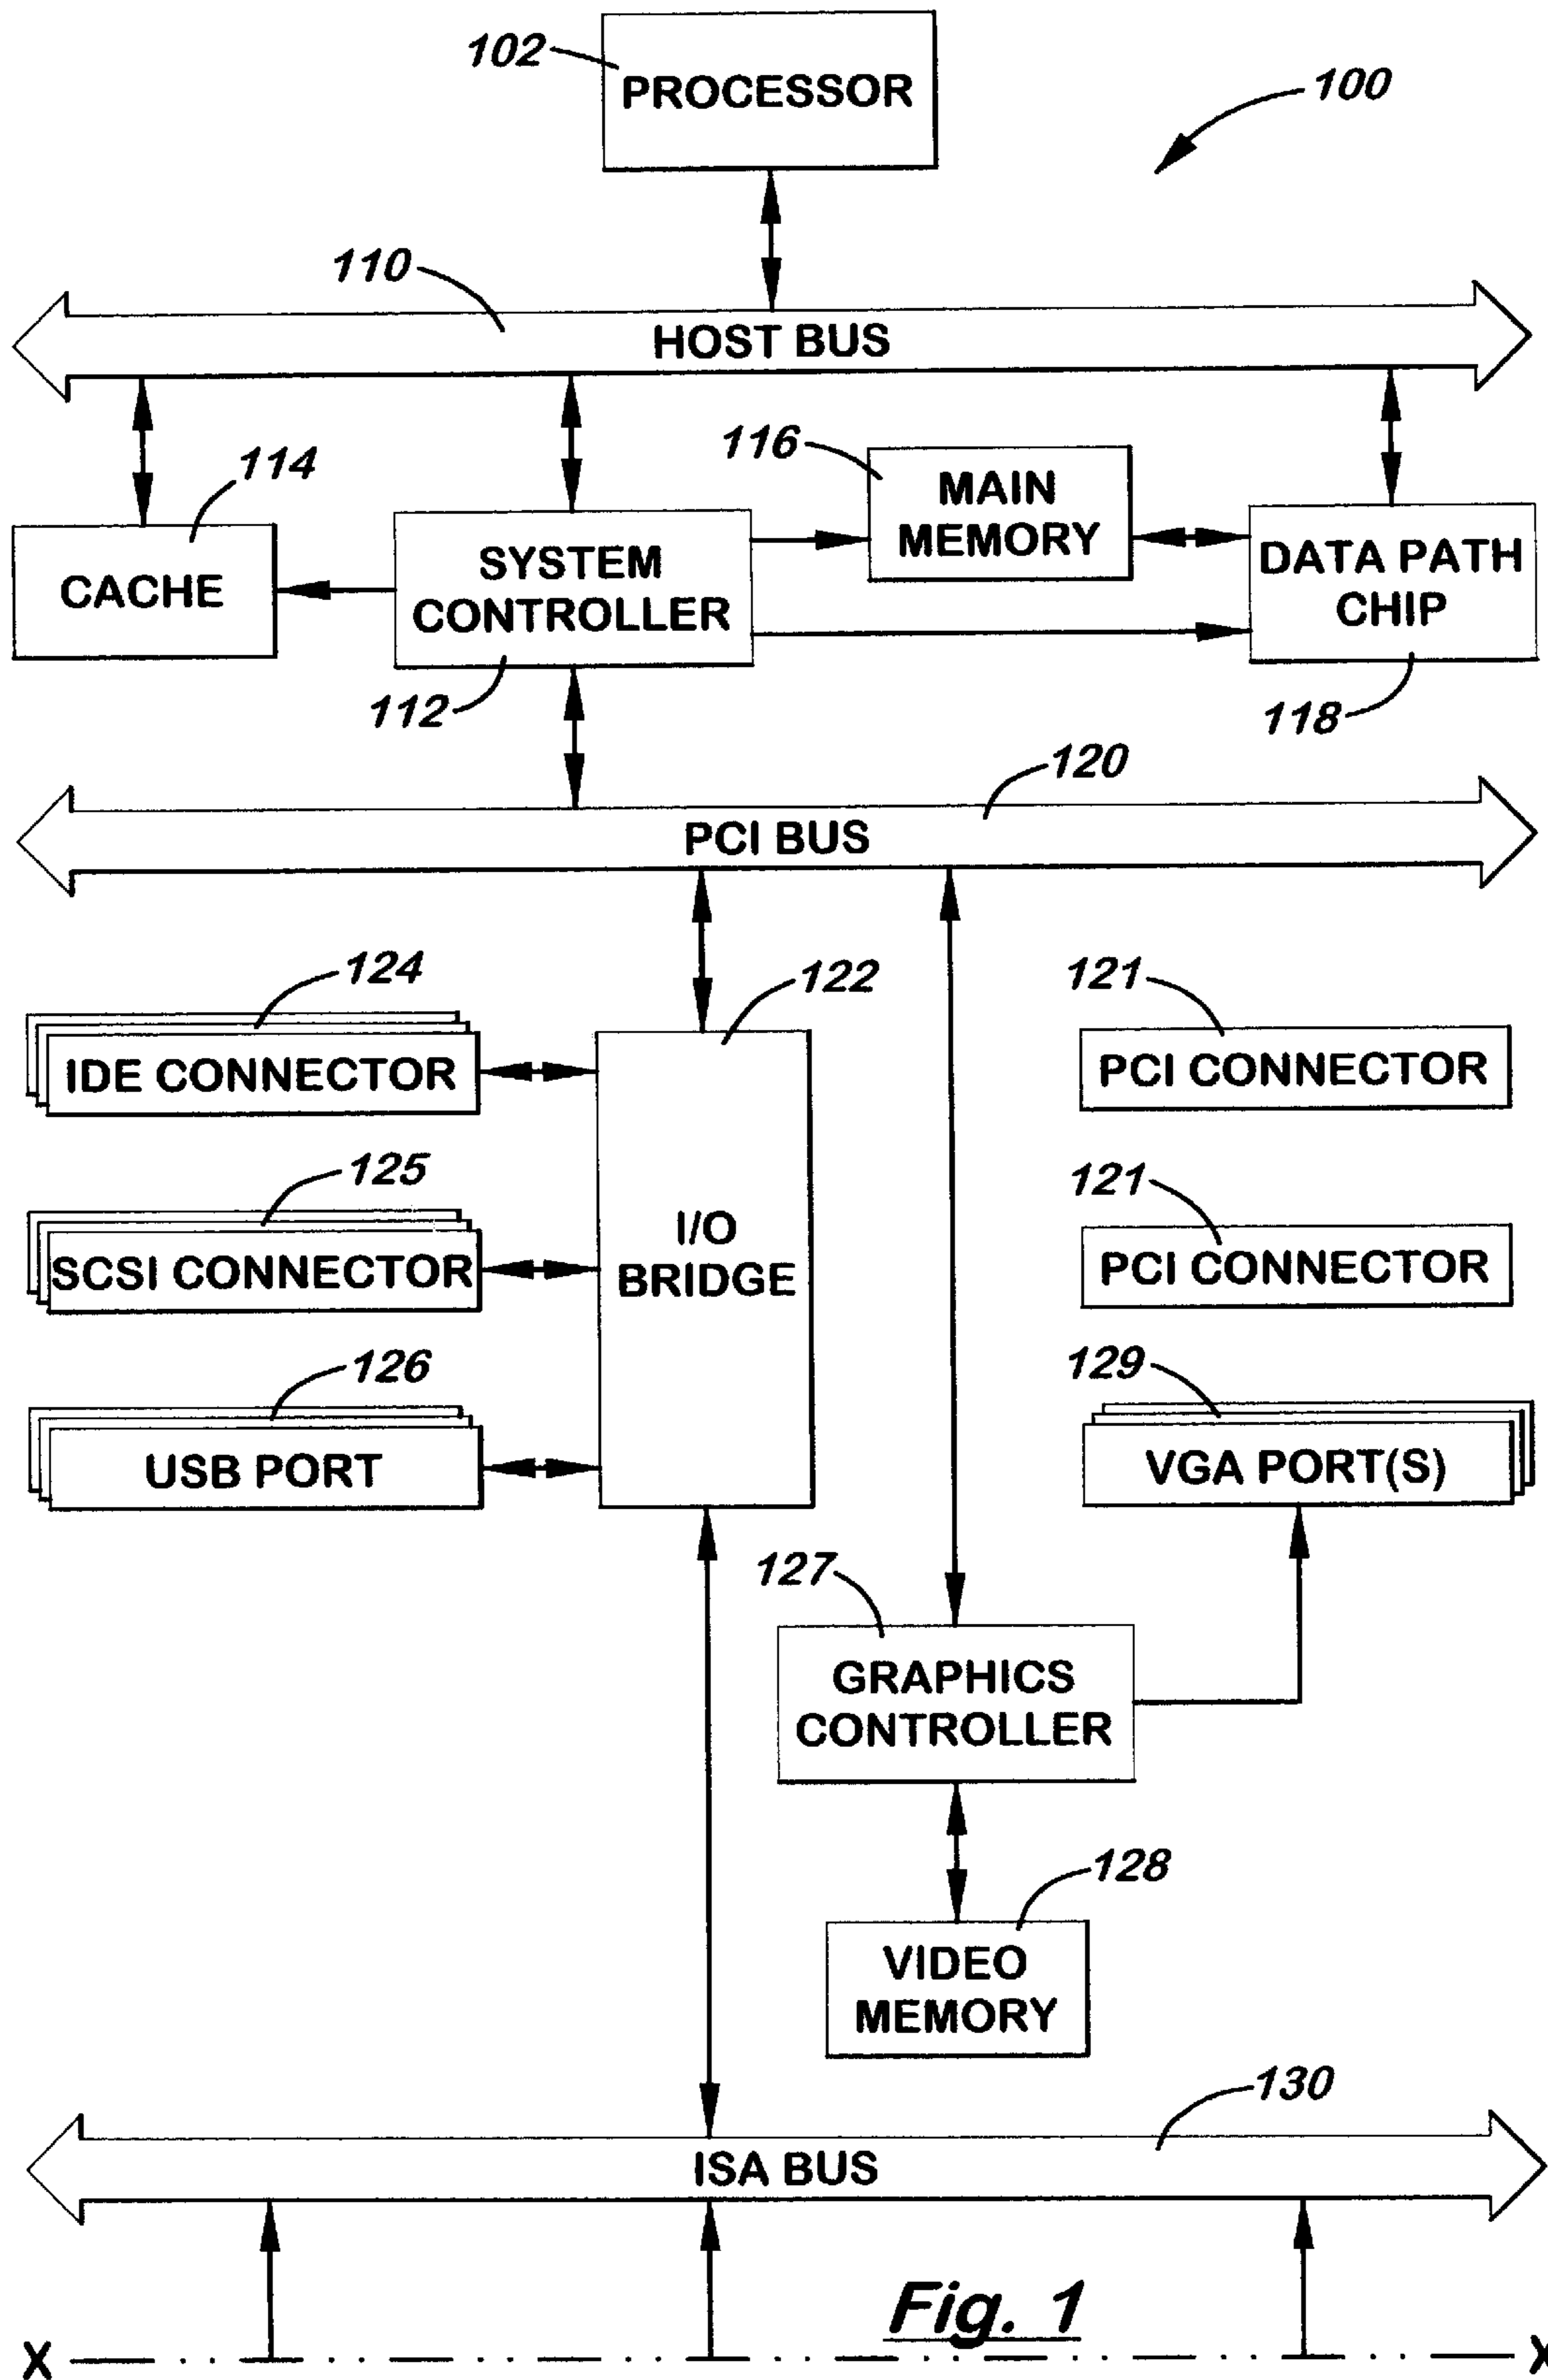 102
PROCESSOR
100
110
HOST BUS
114
116
MAIN
MEMORY
CACHE
SYSTEM
CONTROLLER
DATA PATH
CHIP
112
118
120
PCI BUS
124
122
121
IDE CONNECTOR
PCI CONNECTOR
125
121
SCSI CONNECTOR
I/O
BRIDGE
PCI CONNECTOR
126
129
USB PORT
VGA PORT(S)
127
GRAPHICS
CONTROLLER
128
VIDEO
MEMORY
130
ISA BUS
Fig. 1
X
X